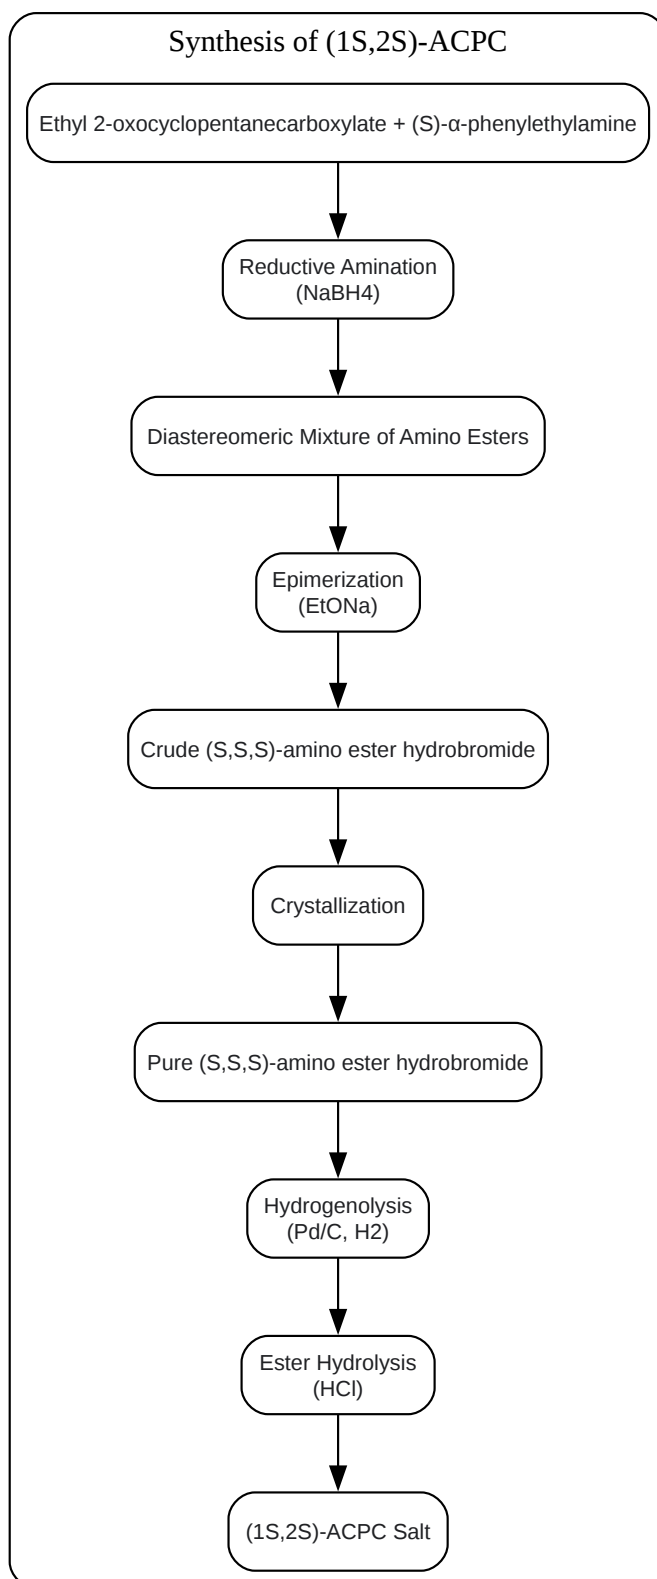 Synthesis of (1S,2S)-ACPC
Ethyl 2-oxocyclopentanecarboxylate + (S)-α-phenylethylamine
Reductive Amination
(NaBH4)
Diastereomeric Mixture of Amino Esters
Epimerization
(EtONa)
Crude (S,S,S)-amino ester hydrobromide
Crystallization
Pure (S,S,S)-amino ester hydrobromide
Hydrogenolysis
(Pd/C, H2)
Ester Hydrolysis
(HCl)
(1S,2S)-ACPC Salt